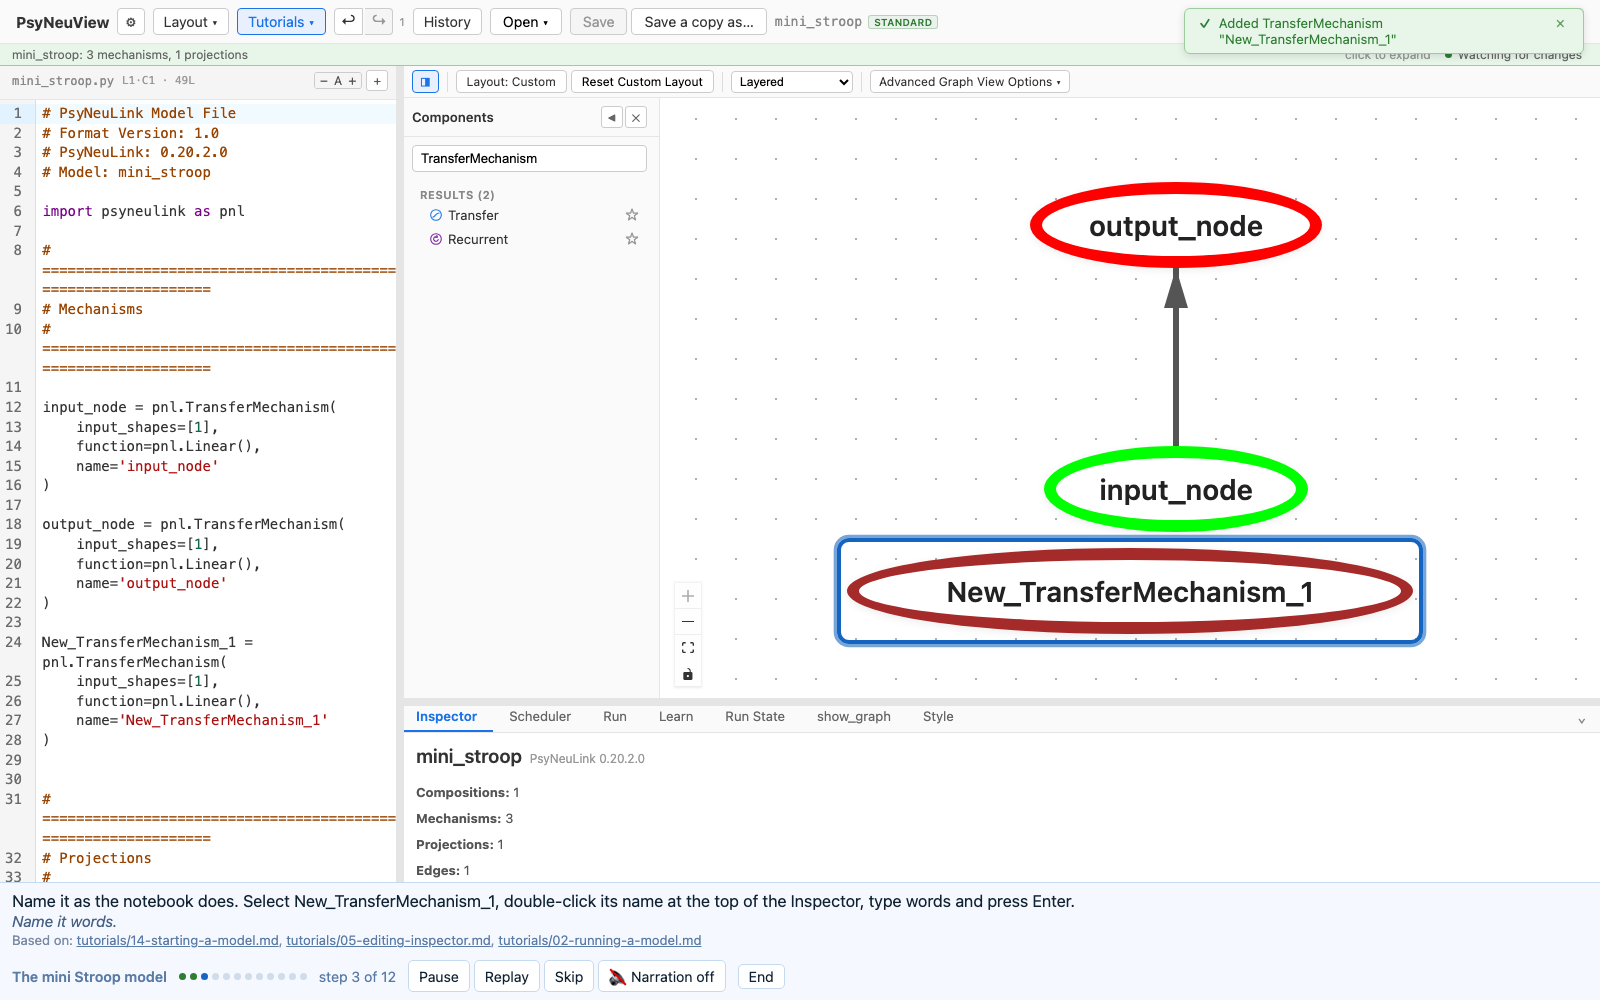 PsyNeuView ⚙ Layout ▾ Tutorials ▾ ↩ ↪ 1 History Open ▾ Save Save a copy as... mini_stroop STANDARD
✓ Added TransferMechanism "New_TransferMechanism_1" ×
mini_stroop: 3 mechanisms, 1 projections
click to expand ● Watching for changes
mini_stroop.py L1:C1 · 49L − A + +
1 # PsyNeuLink Model File
2 # Format Version: 1.0
3 # PsyNeuLink: 0.20.2.0
4 # Model: mini_stroop
5
6 import psyneulink as pnl
7
8 #
==========================================
====================
9 # Mechanisms
10 #
==========================================
====================
11
12 input_node = pnl.TransferMechanism(
13 input_shapes=[1],
14 function=pnl.Linear(),
15 name='input_node'
16 )
17
18 output_node = pnl.TransferMechanism(
19 input_shapes=[1],
20 function=pnl.Linear(),
21 name='output_node'
22 )
23
24 New_TransferMechanism_1 =
pnl.TransferMechanism(
25 input_shapes=[1],
26 function=pnl.Linear(),
27 name='New_TransferMechanism_1'
28 )
29
30
31 #
==========================================
====================
32 # Projections
33 #
Layout: Custom Reset Custom Layout Layered Advanced Graph View Options ▾
Components ◀ ×
TransferMechanism
RESULTS (2)
Transfer ☆
Recurrent ☆
output_node
input_node
New_TransferMechanism_1
Inspector Scheduler Run Learn Run State show_graph Style
mini_stroop PsyNeuLink 0.20.2.0
Compositions: 1
Mechanisms: 3
Projections: 1
Edges: 1
Name it as the notebook does. Select New_TransferMechanism_1, double-click its name at the top of the Inspector, type words and press Enter.
Name it words.
Based on: tutorials/14-starting-a-model.md, tutorials/05-editing-inspector.md, tutorials/02-running-a-model.md
The mini Stroop model step 3 of 12 Pause Replay Skip Narration off End